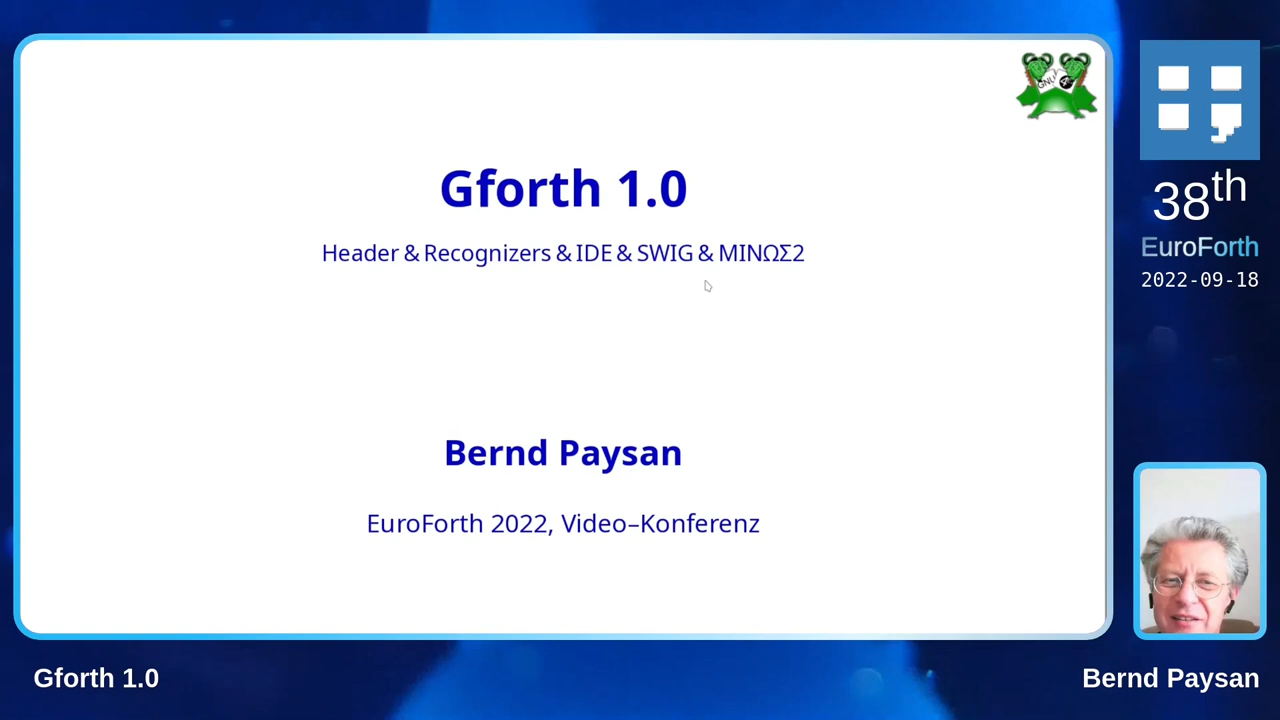 Gforth 1.0
Header & Recognizers & IDE & SWIG & MINΩΣ2
Bernd Paysan
EuroForth 2022, Video–Konferenz
38th
EuroForth
2022-09-18
Gforth 1.0
Bernd Paysan